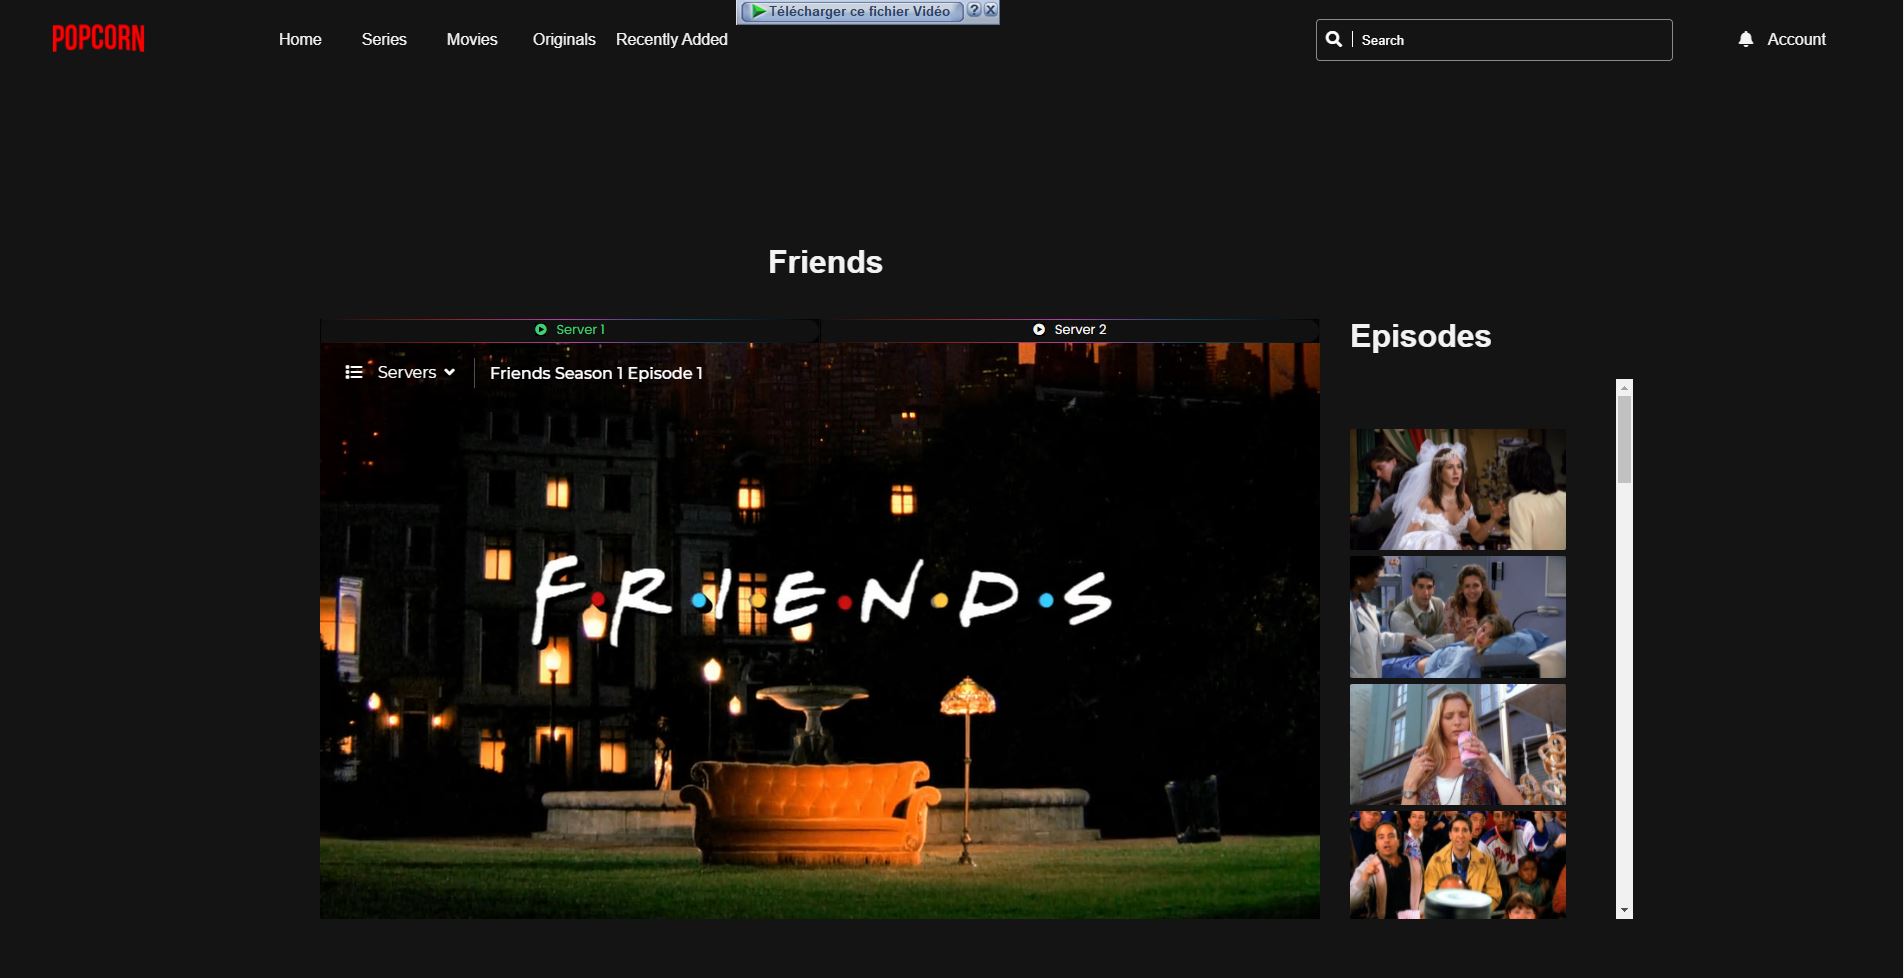 Télécharger ce fichier Vidéo ? X
POPCORN
Home Series Movies Originals Recently Added
Search
Account
Friends
Server 1 Server 2
Episodes
Servers Friends Season 1 Episode 1
F•R•I•E•N•D•S